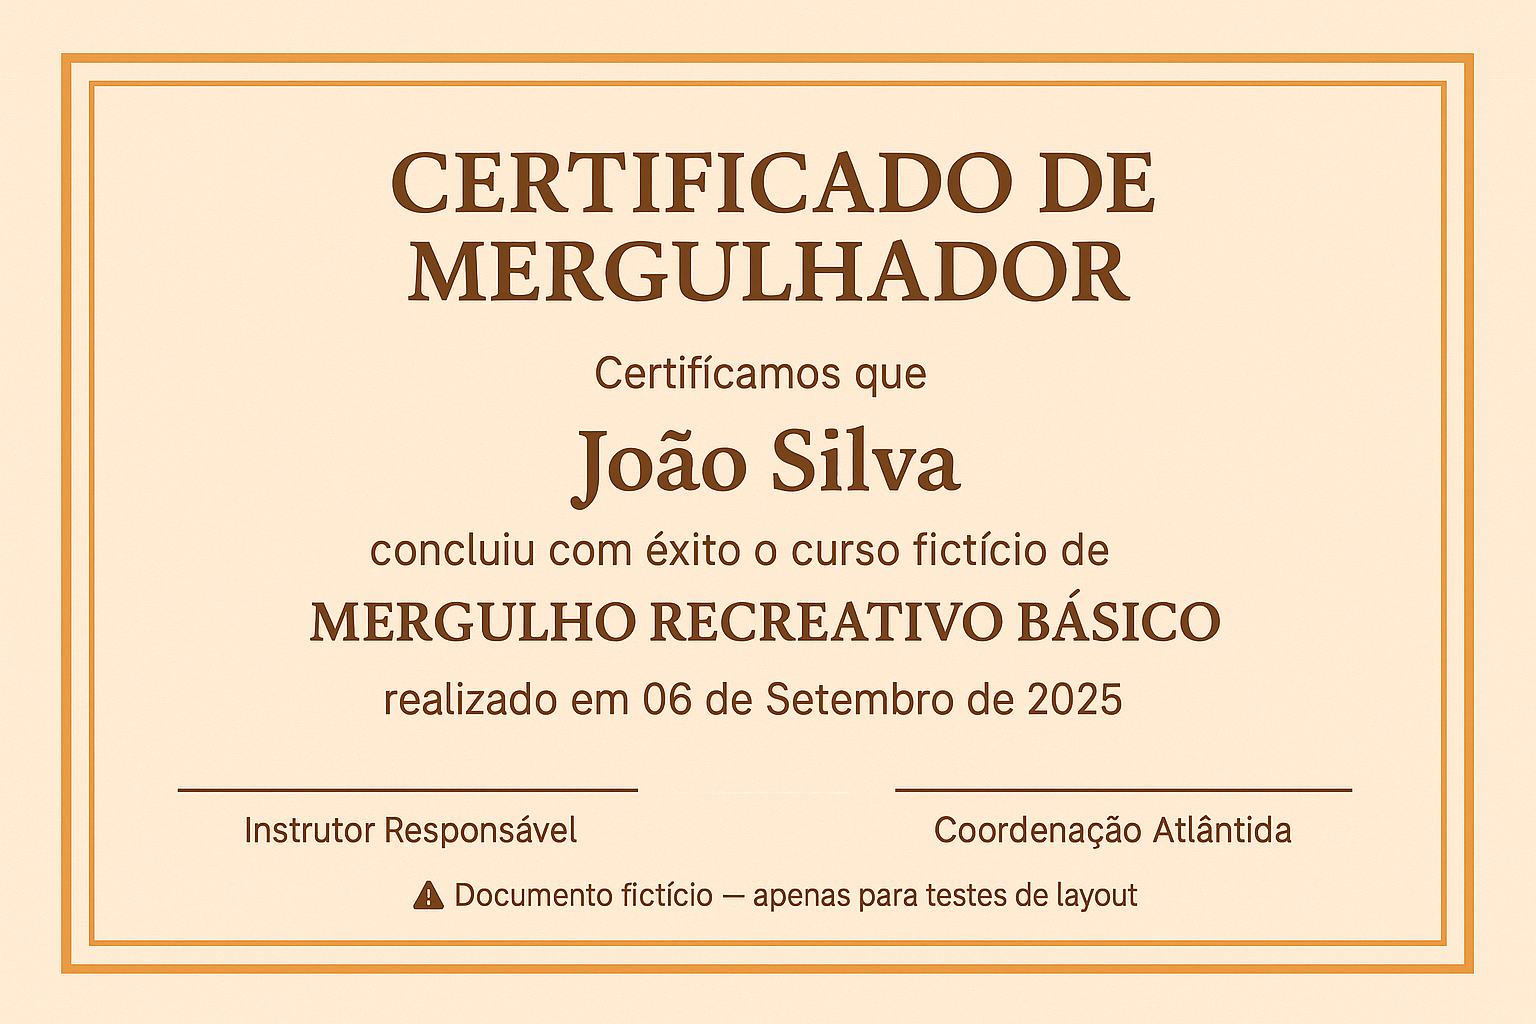 CERTIFICADO DE
MERGULHADOR
Certifícamos que
João Silva
concluiu com éxito o curso fictício de
MERGULHO RECREATIVO BÁSICO
realizado em 06 de Setembro de 2025
Instrutor Responsável
Coordenação Atlântida
⚠ Documento fictício — apenas para testes de layout